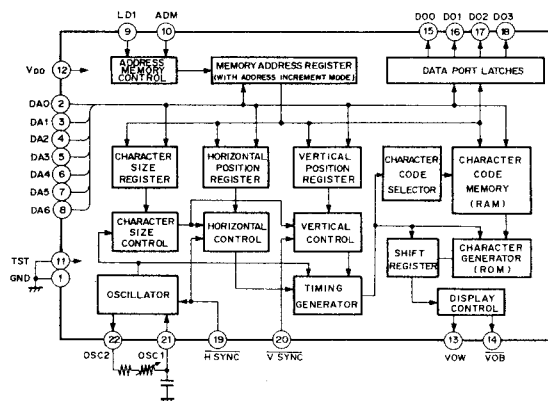 LD1 ADM DO0 DO1 DO2 DO3
9 10 15 16 17 18
VDD 12
ADDRESS MEMORY CONTROL
MEMORY ADDRESS REGISTER
(WITH ADDRESS INCREMENT MODE)
DATA PORT LATCHES
DA0 2
DA1 3
DA2 4
DA3 5
DA4 6
DA5 7
DA6 8
CHARACTER SIZE REGISTER
HORIZONTAL POSITION REGISTER
VERTICAL POSITION REGISTER
CHARACTER CODE SELECTOR
CHARACTER CODE MEMORY (RAM)
CHARACTER SIZE CONTROL
HORIZONTAL CONTROL
VERTICAL CONTROL
SHIFT REGISTER
CHARACTER GENERATOR (ROM)
TST 11
GND 1
OSCILLATOR
TIMING GENERATOR
DISPLAY CONTROL
22 21 19 20 13 14
OSC2 OSC1 H SYNC V SYNC VOW VOB